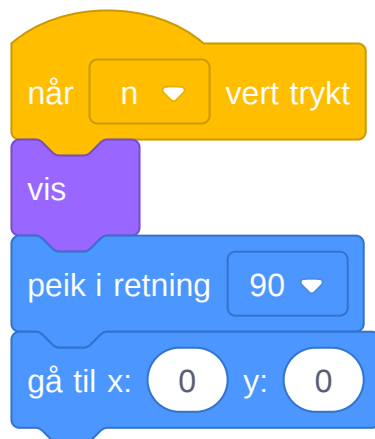 når n vert trykt
vis
peik i retning 90
gå til x: 0 y: 0